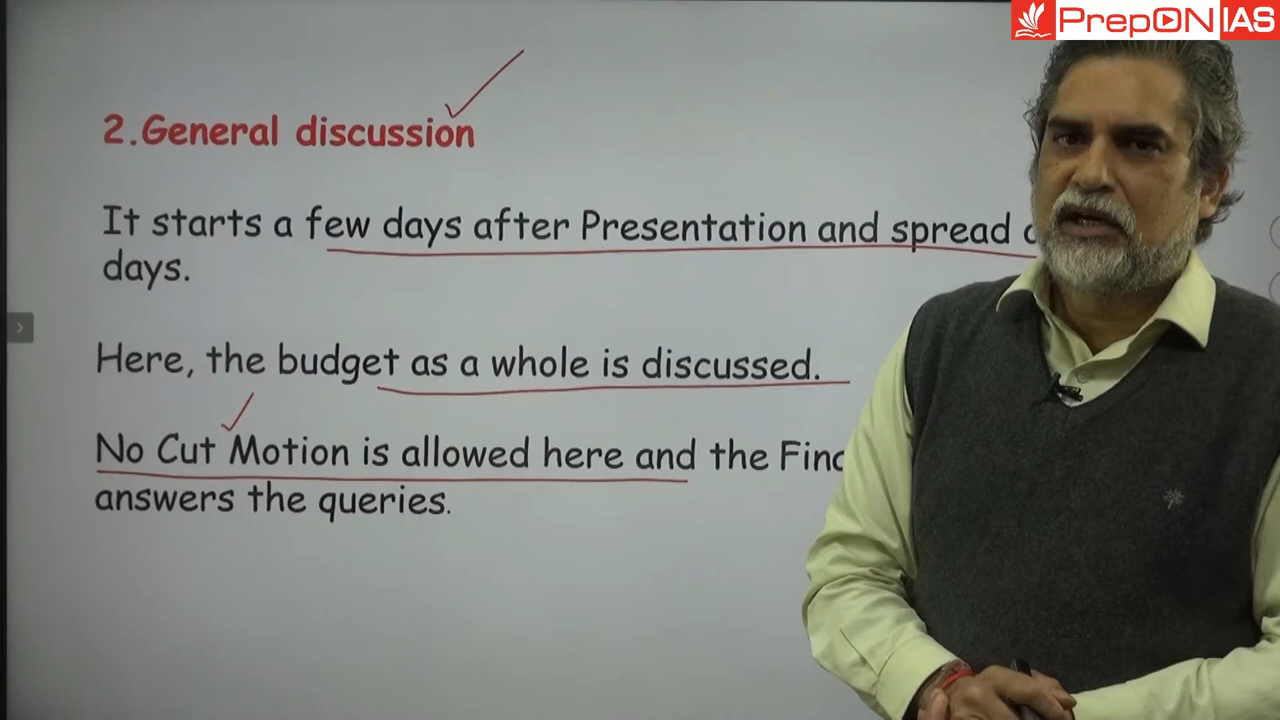 PrepON IAS
2.General discussion
It starts a few days after Presentation and spread
days.
Here, the budget as a whole is discussed.
No Cut Motion is allowed here and the
answers the queries.